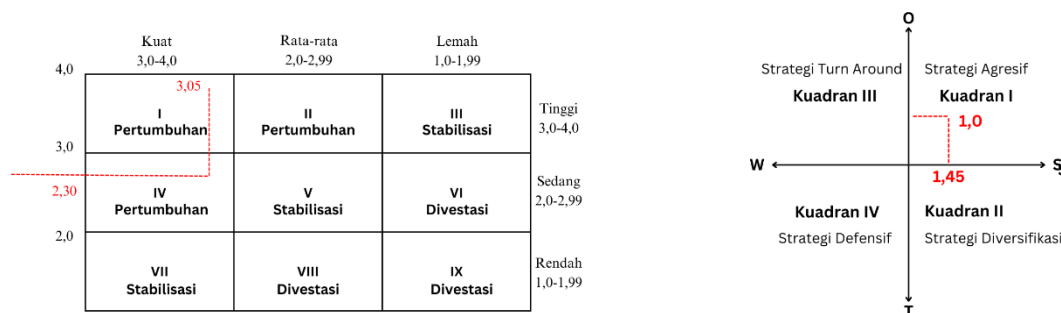 Kuat
3,0-4,0
Rata-rata
2,0-2,99
Lemah
1,0-1,99
4,0
3,05
I
Pertumbuhan
II
Pertumbuhan
III
Stabilisasi
Tinggi
3,0-4,0
3,0
2,30
IV
Pertumbuhan
V
Stabilisasi
VI
Divestasi
Sedang
2,0-2,99
2,0
VII
Stabilisasi
VIII
Divestasi
IX
Divestasi
Rendah
1,0-1,99
O
Strategi Turn Around
Kuadran III
Strategi Agresif
Kuadran I
1,0
W
S
1,45
Kuadran IV
Strategi Defensif
Kuadran II
Strategi Diversifikasi
T